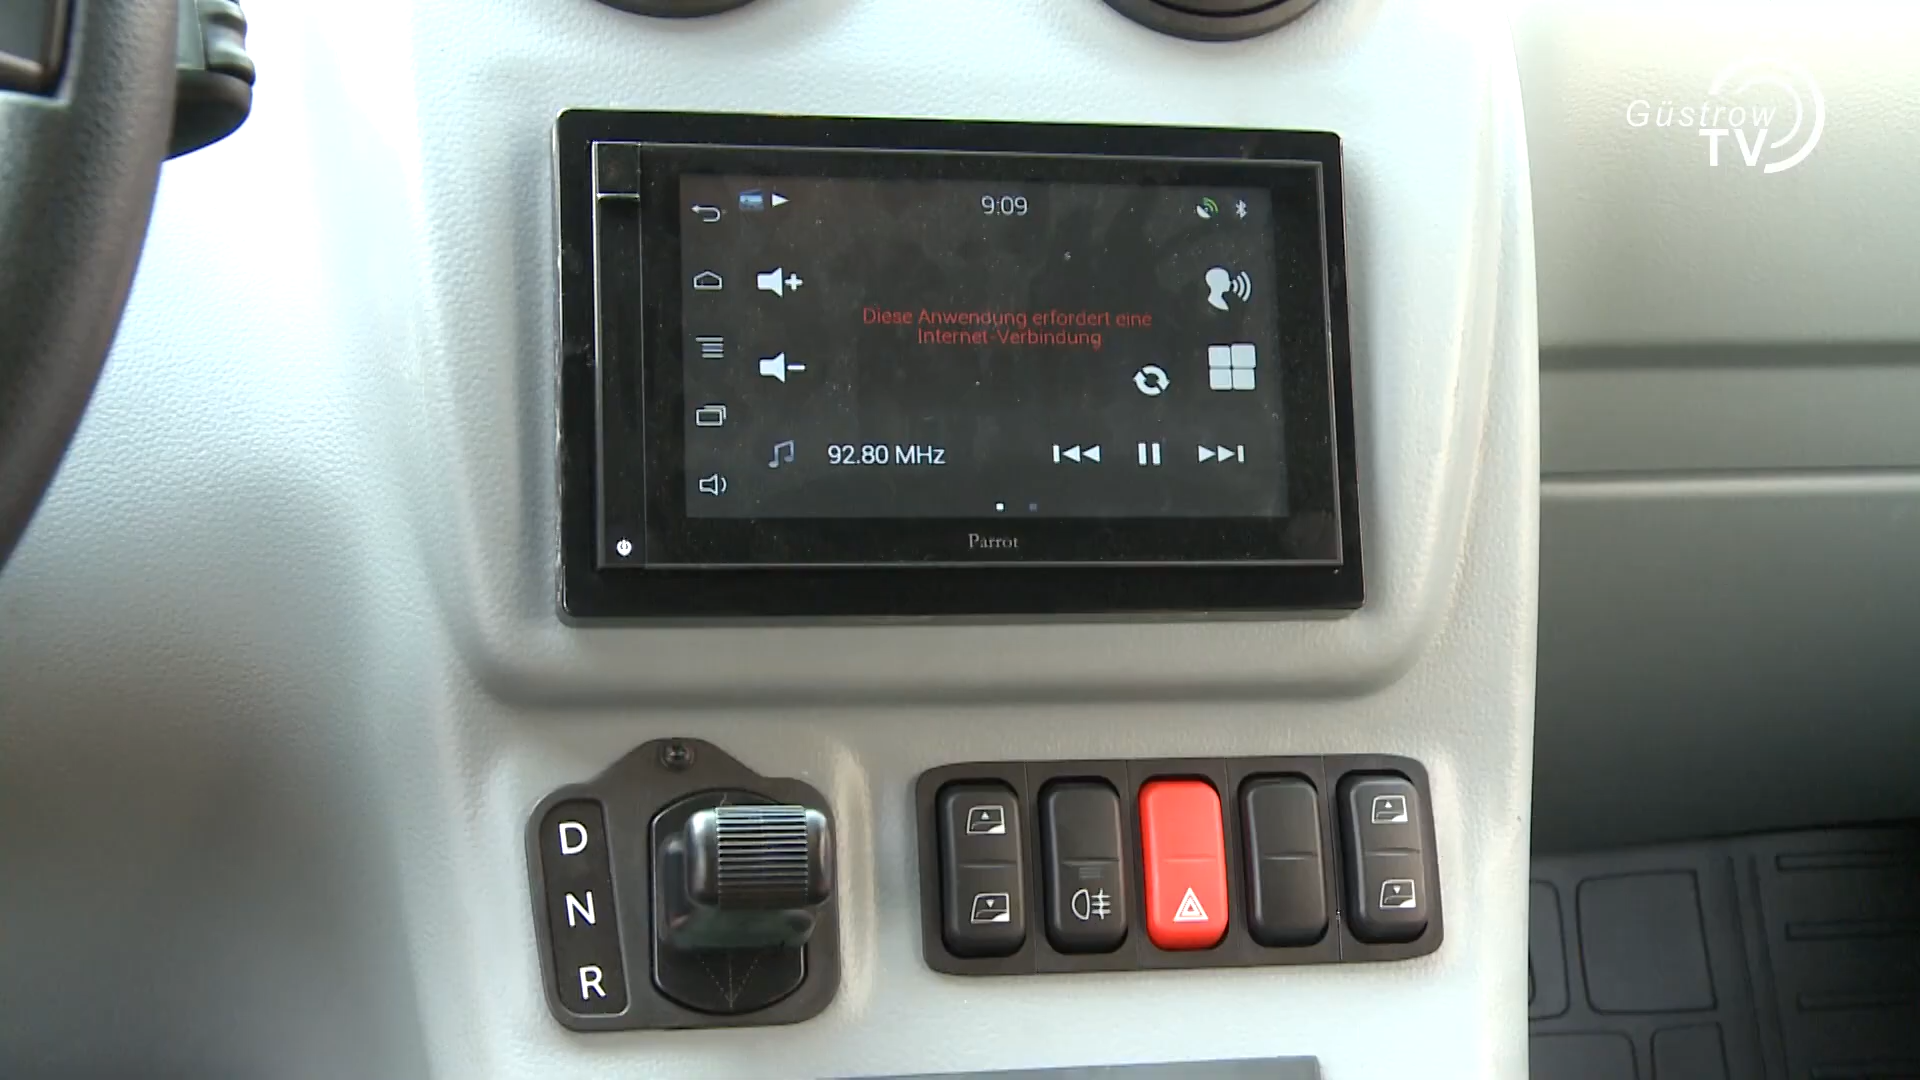 Güstrow
TV
9:09
Diese Anwendung erfordert eine
Internet-Verbindung
92.80 MHz
Parrot
D
N
R